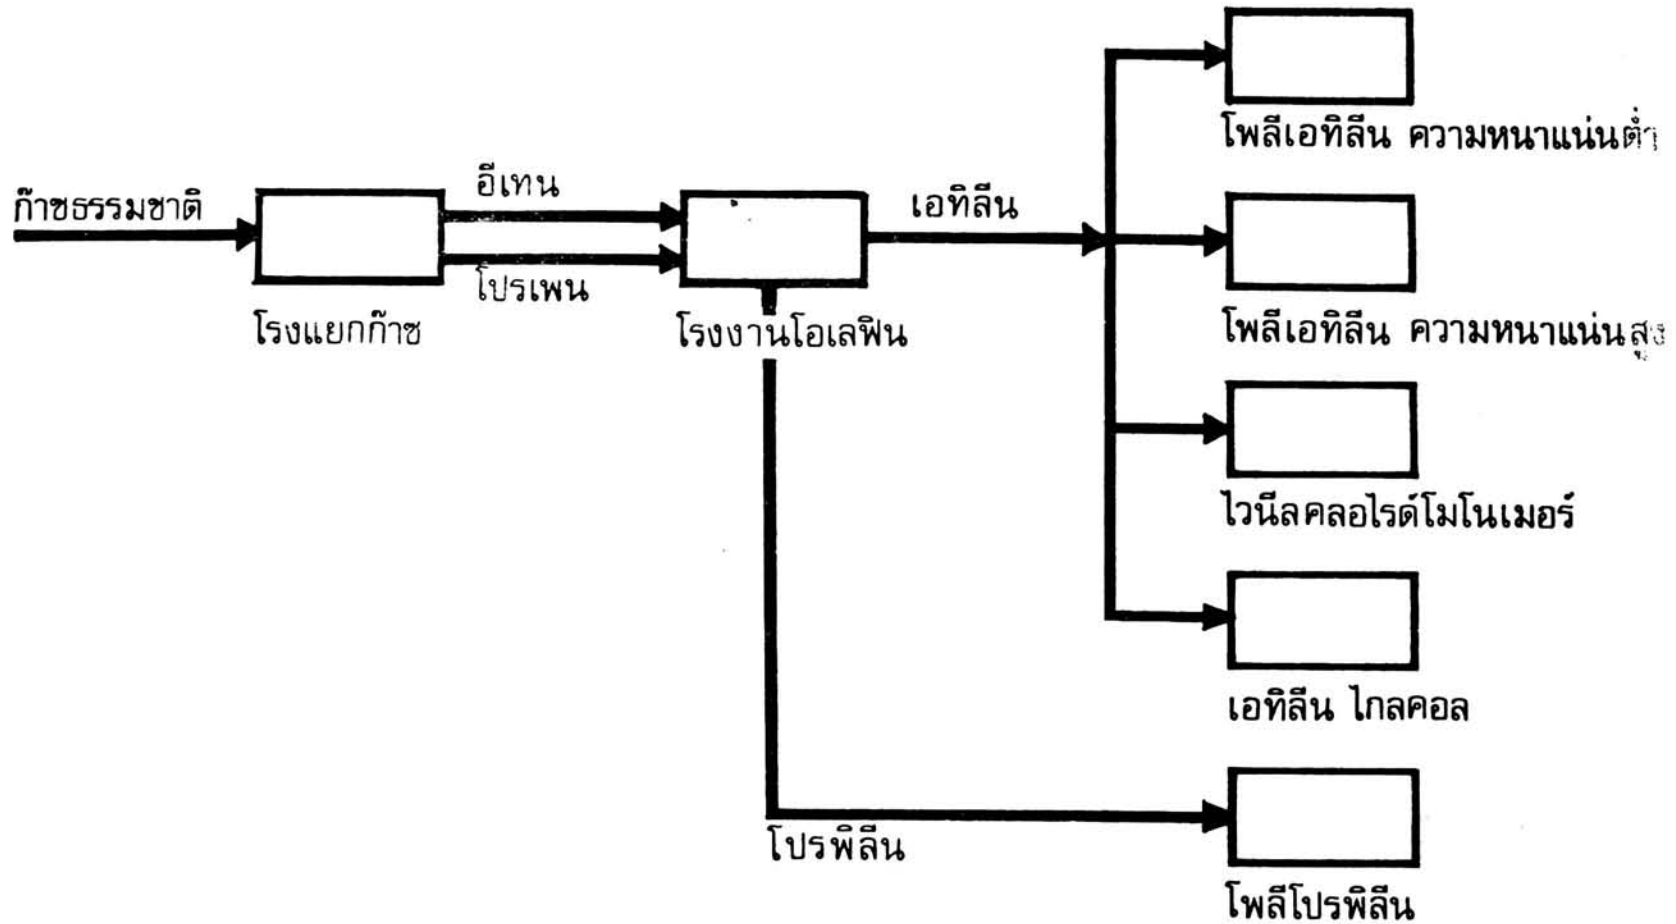 โพลีเอทิลีน ความหนาแน่นต่ำ
ก๊าซธรรมชาติ
อีเทน
เอทิลีน
โปรเพน
โรงแยกก๊าซ
โรงงานโอเลฟิน
โพลีเอทิลีน ความหนาแน่นสูง
ไวนีลคลอไรด์โมโนเมอร์
เอทิลีน ไกลคอล
โปรพิลีน
โพลีโปรพิลีน